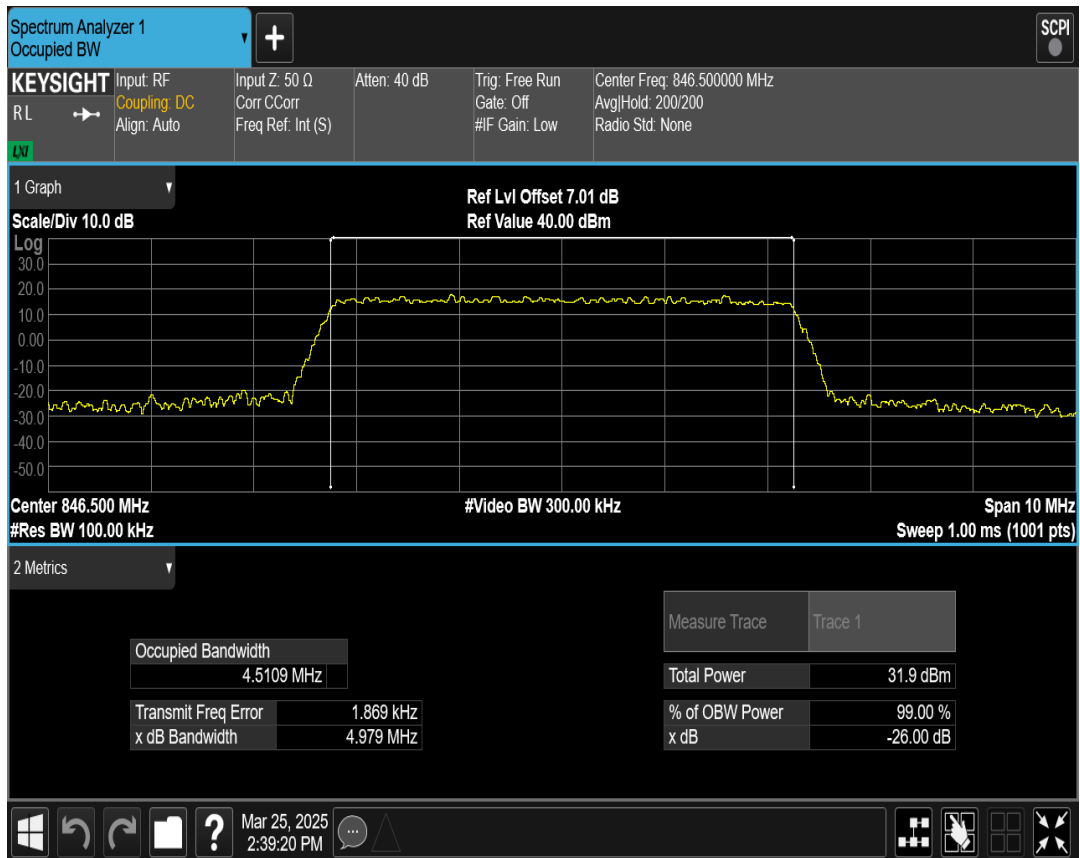 Spectrum Analyzer 1
Occupied BW
+
SCPI
KEYSIGHT
RL
LXI
Input: RF
Coupling: DC
Align: Auto
Input Z: 50 Ω
Corr CCorr
Freq Ref: Int (S)
Atten: 40 dB
Trig: Free Run
Gate: Off
#IF Gain: Low
Center Freq: 846.500000 MHz
Avg|Hold: 200/200
Radio Std: None
1 Graph
Scale/Div 10.0 dB
Ref Lvl Offset 7.01 dB
Ref Value 40.00 dBm
Log
30.0
20.0
10.0
0.00
-10.0
-20.0
-30.0
-40.0
-50.0
Center 846.500 MHz
#Video BW 300.00 kHz
Span 10 MHz
#Res BW 100.00 kHz
Sweep 1.00 ms (1001 pts)
2 Metrics
Measure Trace Trace 1
Occupied Bandwidth
4.5109 MHz
Total Power 31.9 dBm
Transmit Freq Error 1.869 kHz
% of OBW Power 99.00 %
x dB Bandwidth 4.979 MHz
x dB -26.00 dB
?
Mar 25, 2025
2:39:20 PM